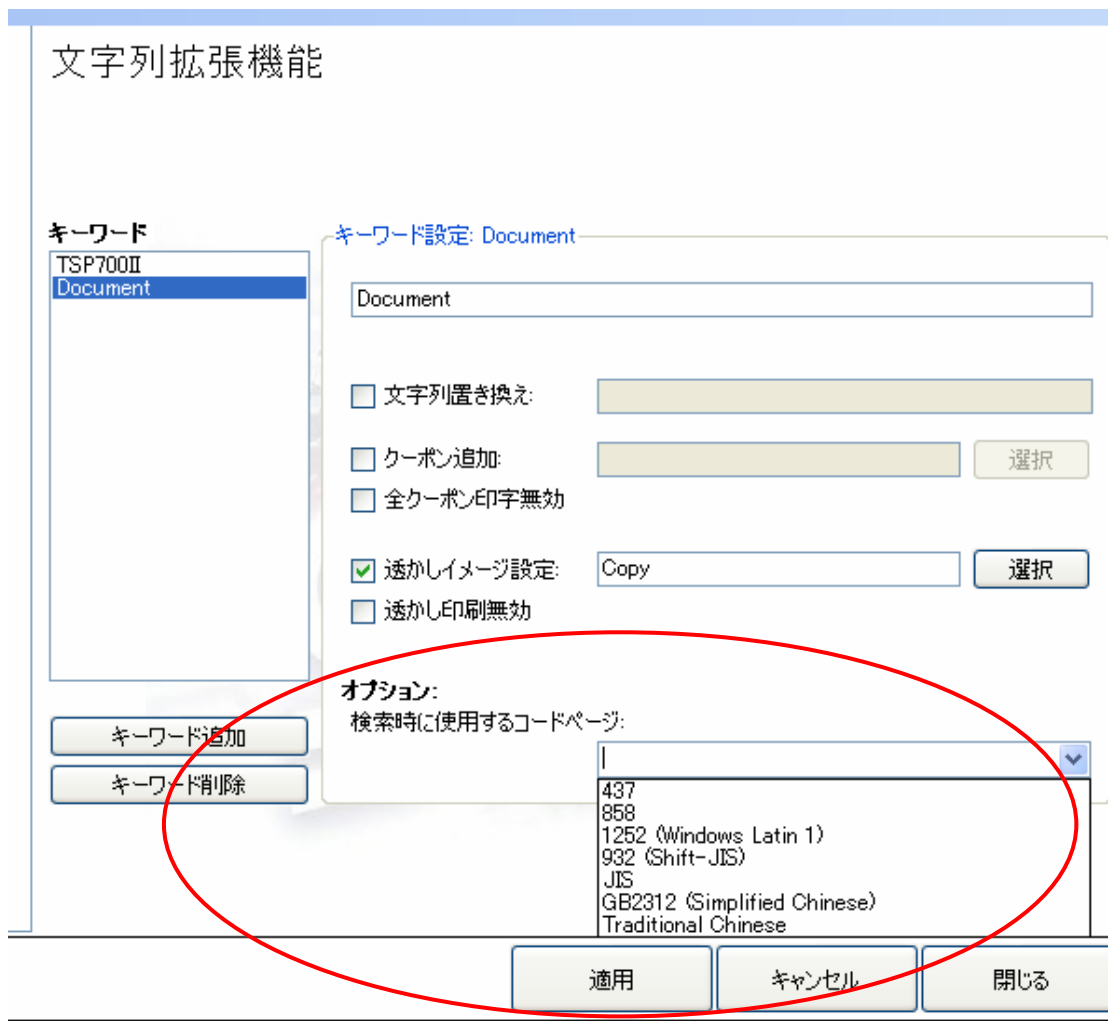 文字列拡張機能
キーワード
TSP700Ⅱ
Document
キーワード追加
キーワード削除
キーワード設定: Document
Document
文字列置き換え:
クーポン追加:
選択
全クーポン印字無効
透かしイメージ設定: Copy
選択
透かし印刷無効
オプション:
検索時に使用するコードページ:
437
858
1252 (Windows Latin 1)
932 (Shift-JIS)
JIS
GB2312 (Simplified Chinese)
Traditional Chinese
適用 キャンセル 閉じる